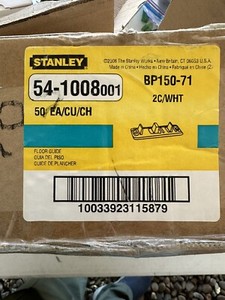 STANLEY
©2006 The Stanley Works • New Britain, CT 06053 U.S.A.
Made in China • Hecho en China • Fabriqué en Chine
54-1008001
BP150-71
50 EA/CU/CH
2C/WHT
FLOOR GUIDE
GUIA DEL PISO
GUIDE DE PLANCHER
10033923115879